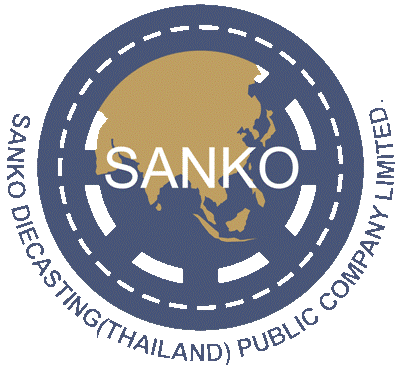 SANKO
SANKO DIECASTING(THAILAND) PUBLIC COMPANY LIMITED.